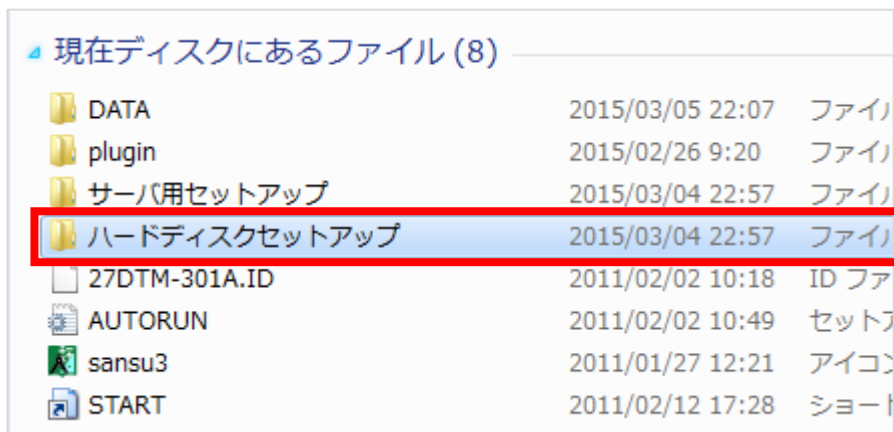 現在ディスクにあるファイル (8)
DATA 2015/03/05 22:07 ファイル
plugin 2015/02/26 9:20 ファイル
サーバ用セットアップ 2015/03/04 22:57 ファイル
ハードディスクセットアップ 2015/03/04 22:57 ファイル
27DTM-301A.ID 2011/02/02 10:18 ID ファ
AUTORUN 2011/02/02 10:49 セット
sansu3 2011/01/27 12:21 アイコン
START 2011/02/12 17:28 ショート